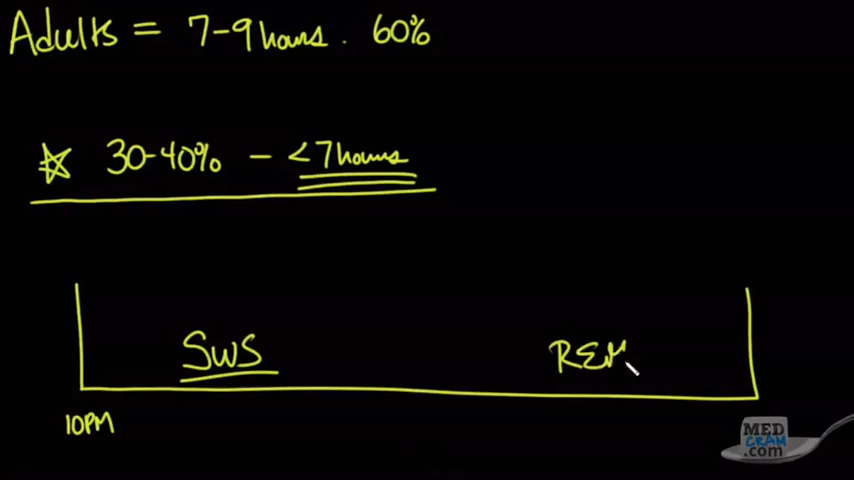 Adults = 7-9 hours. 60%
☆ 30-40% - <7 hours
SWS REM
10PM
MED
CRAM
.com